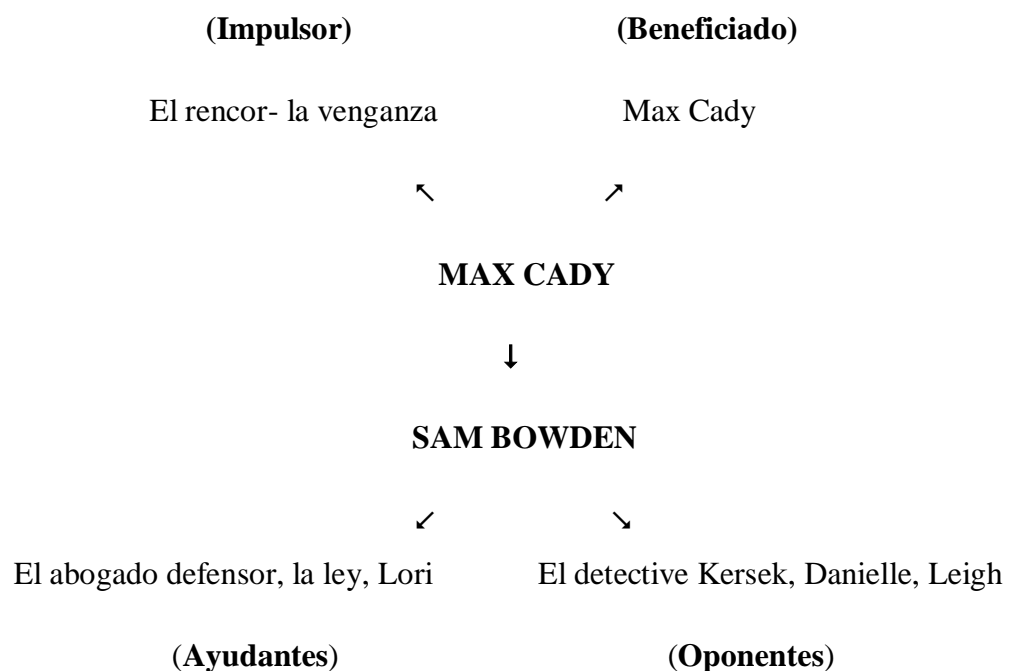 (Impulsor) (Beneficiado)
El rencor- la venganza Max Cady
↖ ↗
MAX CADY
↓
SAM BOWDEN
↙ ↘
El abogado defensor, la ley, Lori El detective Kersek, Danielle, Leigh
(Ayudantes) (Oponentes)